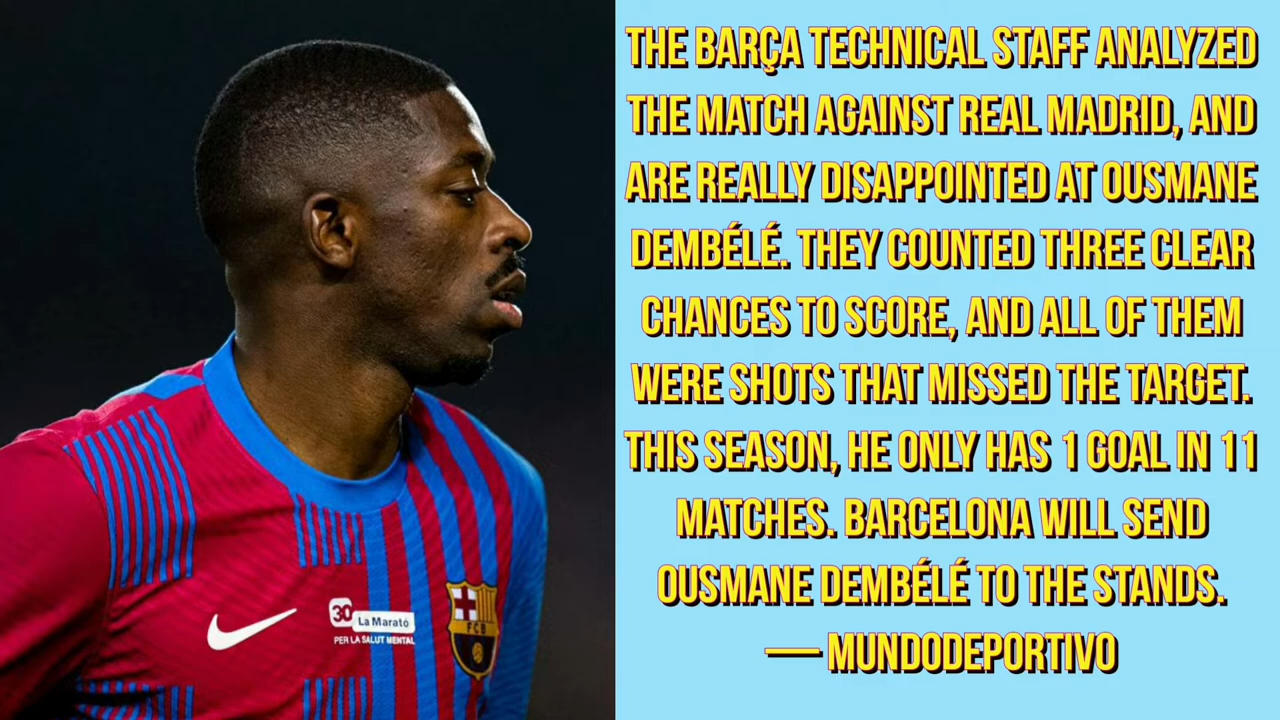 THE BARÇA TECHNICAL STAFF ANALYZED
THE MATCH AGAINST REAL MADRID, AND
ARE REALLY DISAPPOINTED AT OUSMANE
DEMBÉLÉ. THEY COUNTED THREE CLEAR
CHANCES TO SCORE, AND ALL OF THEM
WERE SHOTS THAT MISSED THE TARGET.
THIS SEASON, HE ONLY HAS 1 GOAL IN 11
MATCHES. BARCELONA WILL SEND
OUSMANE DEMBÉLÉ TO THE STANDS.
— MUNDODEPORTIVO
30 La Marató
PER LA SALUT MENTAL
FCB